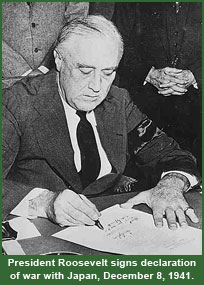 President Roosevelt signs declaration
of war with Japan, December 8, 1941.